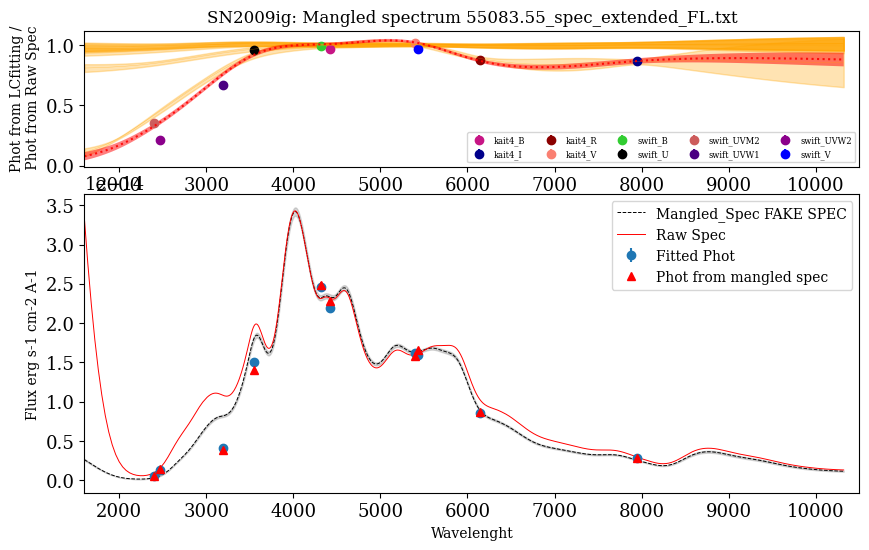 SN2009ig: Mangled spectrum 55083.55_spec_extended_FL.txt
Phot from LCfitting /
Phot from Raw Spec
1.0
0.5
0.0
kait4_B kait4_R swift_B swift_UVM2 swift_UVW2
kait4_I kait4_V swift_U swift_UVW1 swift_V
2000 3000 4000 5000 6000 7000 8000 9000 10000
1e−14
Flux erg s-1 cm-2 A-1
3.5
3.0
2.5
2.0
1.5
1.0
0.5
0.0
Mangled_Spec FAKE SPEC
Raw Spec
Fitted Phot
Phot from mangled spec
2000 3000 4000 5000 6000 7000 8000 9000 10000
Wavelenght